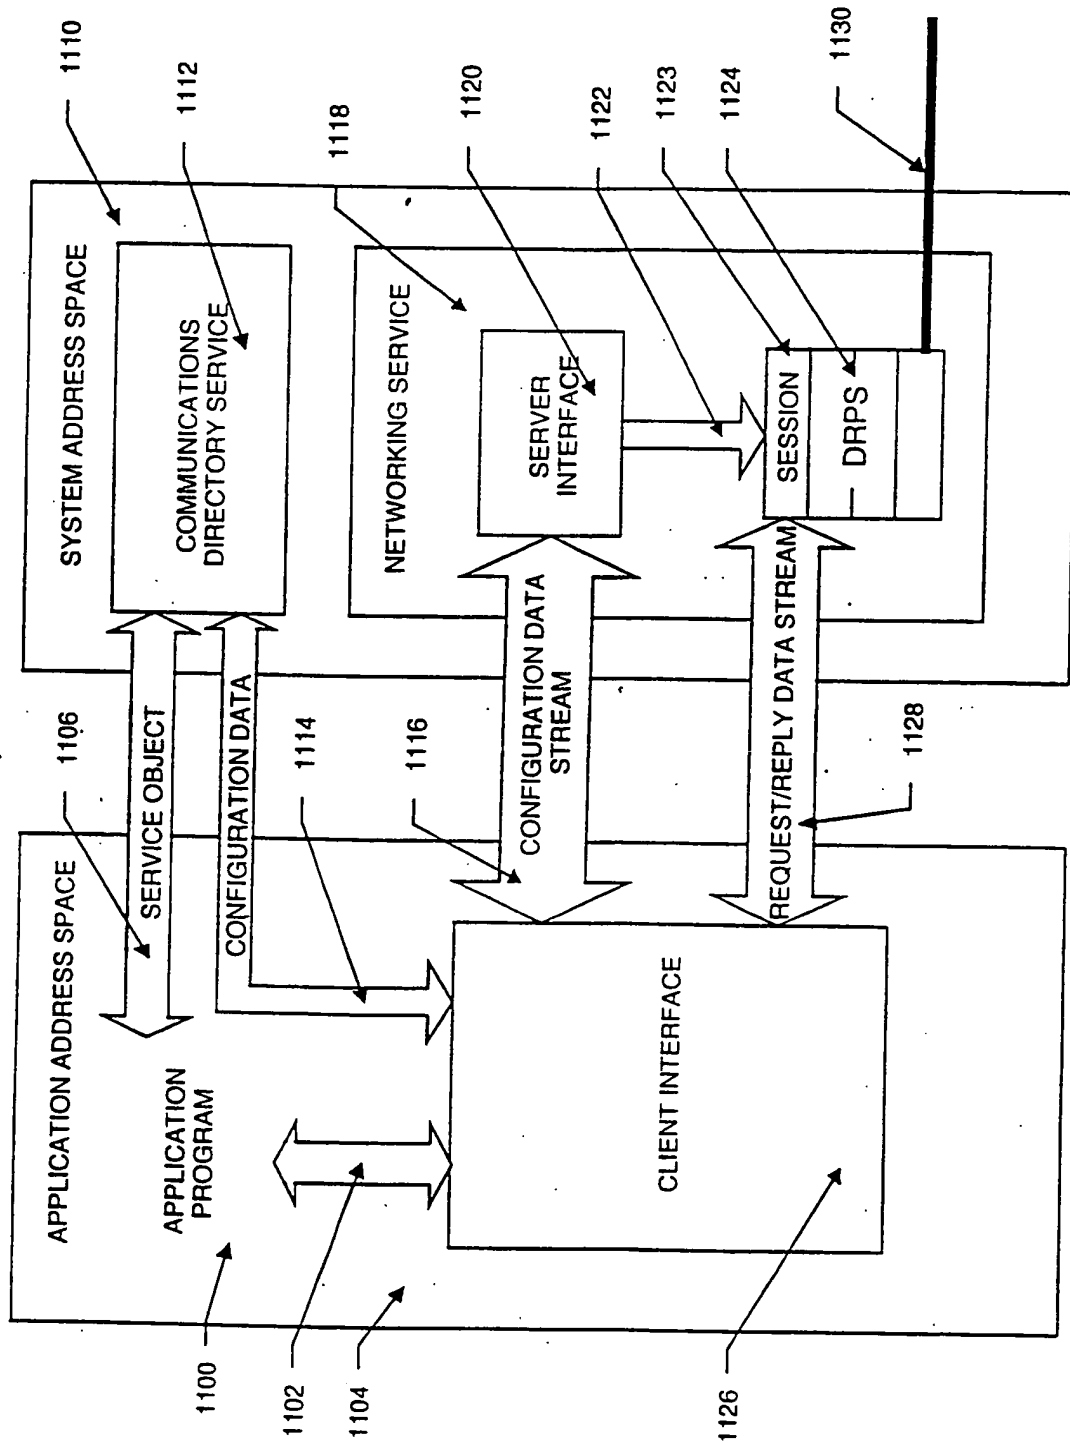 APPLICATION ADDRESS SPACE
APPLICATION
PROGRAM
CLIENT INTERFACE
1100
1102
1104
1126
1106
SERVICE OBJECT
CONFIGURATION DATA
1114
1116
CONFIGURATION DATA
STREAM
REQUEST/REPLY DATA STREAM
1128
SYSTEM ADDRESS SPACE
COMMUNICATIONS
DIRECTORY SERVICE
NETWORKING SERVICE
SERVER
INTERFACE
SESSION
DRPS
1110
1112
1118
1120
1122
1123
1124
1130